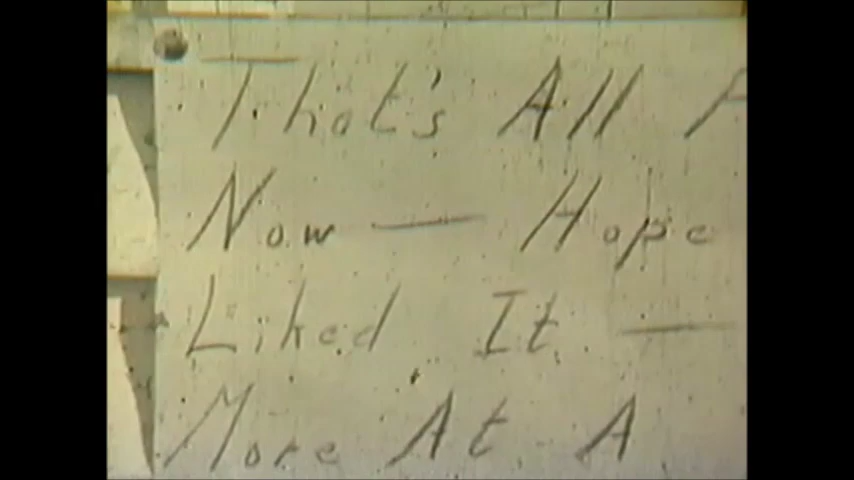 That's All F
Now — Hope
Liked It —
More At A